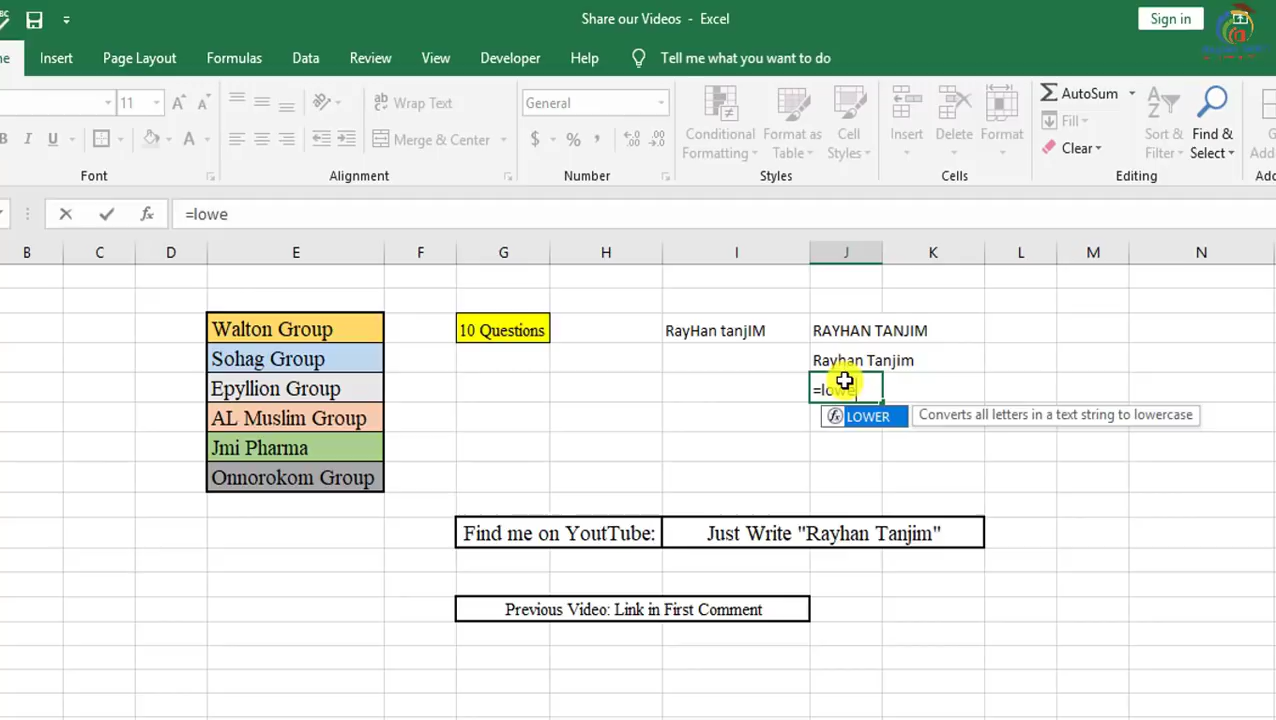 Share our Videos - Excel
Sign in
Insert
Page Layout
Formulas
Data
Review
View
Developer
Help
Tell me what you want to do
11
Wrap Text
General
Conditional
Formatting
Format as
Table
Cell
Styles
Insert
Delete
Format
AutoSum
Fill
Clear
Sort &
Filter
Find &
Select
B I U
Merge & Center
$ % ,
Font
Alignment
Number
Styles
Cells
Editing
fx =lowe
B C D E F G H I J K L M N
Walton Group
10 Questions
RayHan tanjIM
RAYHAN TANJIM
Sohag Group
Rayhan Tanjim
Epyllion Group
=lowe
AL Muslim Group
LOWER
Converts all letters in a text string to lowercase
Jmi Pharma
Onnorokom Group
Find me on YoutTube:
Just Write "Rayhan Tanjim"
Previous Video: Link in First Comment